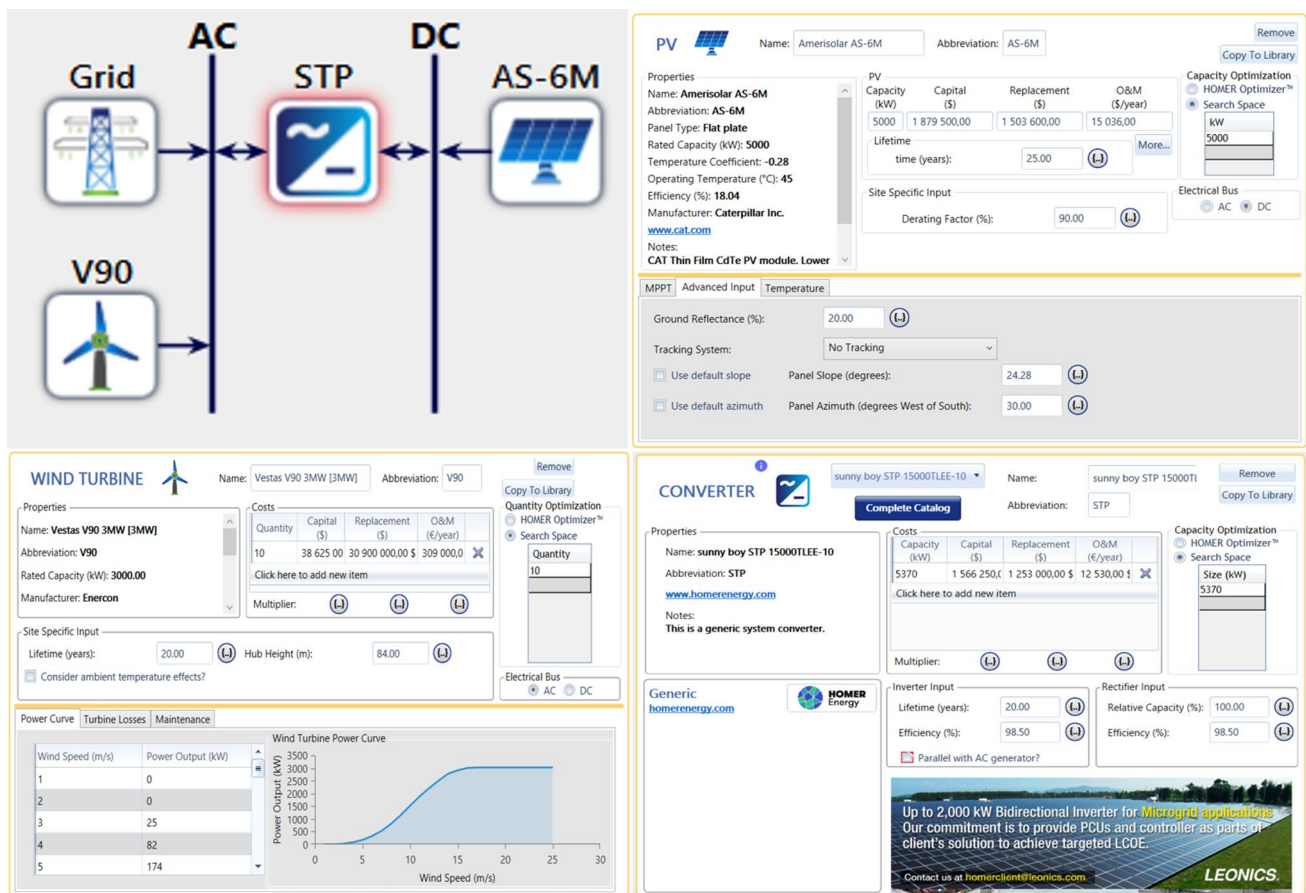 AC
DC
Grid
STP
AS-6M
V90
PV
Name:
Amerisolar AS-6M
Abbreviation:
AS-6M
Remove
Copy To Library
Properties
Name: Amerisolar AS-6M
Abbreviation: AS-6M
Panel Type: Flat plate
Rated Capacity (kW): 5000
Temperature Coefficient: -0.28
Operating Temperature (°C): 45
Efficiency (%): 18.04
Manufacturer: Caterpillar Inc.
www.cat.com
Notes:
CAT Thin Film CdTe PV module. Lower
PV
Capacity (kW)
Capital ($)
Replacement ($)
O&M ($/year)
5000
1 879 500,00
1 503 600,00
15 036,00
Lifetime
time (years):
25.00
(..)
More...
Site Specific Input
Derating Factor (%):
90.00
(..)
Capacity Optimization
HOMER Optimizer™
Search Space
kW
5000
Electrical Bus
AC
DC
MPPT
Advanced Input
Temperature
Ground Reflectance (%):
20.00
(..)
Tracking System:
No Tracking
Use default slope
Panel Slope (degrees):
24.28
(..)
Use default azimuth
Panel Azimuth (degrees West of South):
30.00
(..)
WIND TURBINE
Name:
Vestas V90 3MW [3MW]
Abbreviation:
V90
Remove
Copy To Library
Properties
Name: Vestas V90 3MW [3MW]
Abbreviation: V90
Rated Capacity (kW): 3000.00
Manufacturer: Enercon
Costs
Quantity
Capital ($)
Replacement ($)
O&M (€/year)
10
38 625 00
30 900 000,00 $
309 000,0
Click here to add new item
Multiplier:
(..)
(..)
(..)
Quantity Optimization
HOMER Optimizer™
Search Space
Quantity
10
Site Specific Input
Lifetime (years):
20.00
(..)
Hub Height (m):
84.00
(..)
Consider ambient temperature effects?
Electrical Bus
AC
DC
Power Curve
Turbine Losses
Maintenance
Wind Speed (m/s)
Power Output (kW)
1
0
2
0
3
25
4
82
5
174
Wind Turbine Power Curve
Power Output (kW)
3500
3000
2500
2000
1500
1000
500
0
0
5
10
15
20
25
30
Wind Speed (m/s)
CONVERTER
i
sunny boy STP 15000TLEE-10
Complete Catalog
Name:
sunny boy STP 15000Tl
Abbreviation:
STP
Remove
Copy To Library
Properties
Name: sunny boy STP 15000TLEE-10
Abbreviation: STP
www.homerenergy.com
Notes:
This is a generic system converter.
Costs
Capacity (kW)
Capital ($)
Replacement ($)
O&M (€/year)
5370
1 566 250,(
1 253 000,00 $
12 530,00 $
Click here to add new item
Multiplier:
(..)
(..)
(..)
Capacity Optimization
HOMER Optimizer™
Search Space
Size (kW)
5370
Generic
homerenergy.com
HOMER
Energy
Inverter Input
Lifetime (years):
20.00
(..)
Efficiency (%):
98.50
(..)
Parallel with AC generator?
Rectifier Input
Relative Capacity (%):
100.00
(..)
Efficiency (%):
98.50
(..)
Up to 2,000 kW Bidirectional Inverter for Microgrid applications
Our commitment is to provide PCUs and controller as parts of
client's solution to achieve targeted LCOE.
Contact us at homerclient@leonics.com
LEONICS